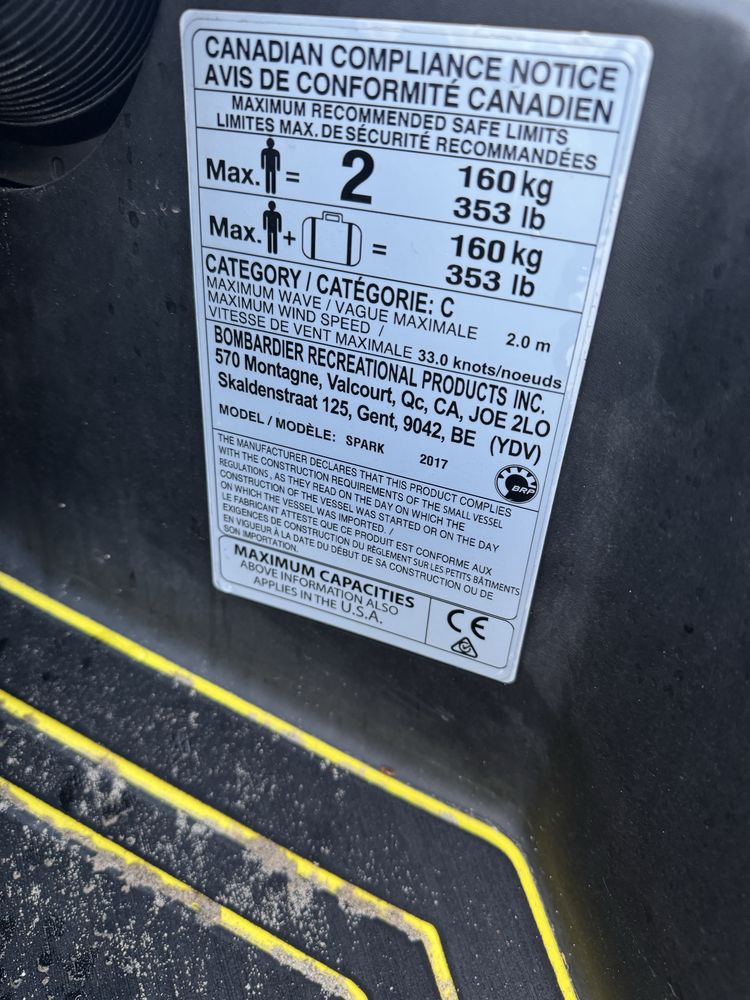 CANADIAN COMPLIANCE NOTICE
AVIS DE CONFORMITÉ CANADIEN
MAXIMUM RECOMMENDED SAFE LIMITS
LIMITES MAX. DE SÉCURITÉ RECOMMANDÉES
Max. = 2 160 kg
353 lb
Max. + = 160 kg
353 lb
CATEGORY / CATÉGORIE: C
MAXIMUM WAVE / VAGUE MAXIMALE 2.0 m
MAXIMUM WIND SPEED /
VITESSE DE VENT MAXIMALE 33.0 knots/noeuds
BOMBARDIER RECREATIONAL PRODUCTS INC.
570 Montagne, Valcourt, Qc, CA, JOE 2LO
Skaldenstraat 125, Gent, 9042, BE (YDV)
MODEL / MODÈLE: SPARK 2017
BRP
THE MANUFACTURER DECLARES THAT THIS PRODUCT COMPLIES
WITH THE CONSTRUCTION REQUIREMENTS OF THE SMALL VESSEL
REGULATIONS, AS THEY READ ON THE DAY ON WHICH THE
CONSTRUCTION OF THE VESSEL WAS STARTED OR ON THE DAY
ON WHICH THE VESSEL WAS IMPORTED. /
LE FABRICANT ATTESTE QUE CE PRODUIT EST CONFORME AUX
EXIGENCES DE CONSTRUCTION DU RÈGLEMENT SUR LES PETITS BÂTIMENTS
EN VIGUEUR À LA DATE DU DÉBUT DE SA CONSTRUCTION OU DE
SON IMPORTATION.
MAXIMUM CAPACITIES
ABOVE INFORMATION ALSO
APPLIES IN THE U.S.A.
CE